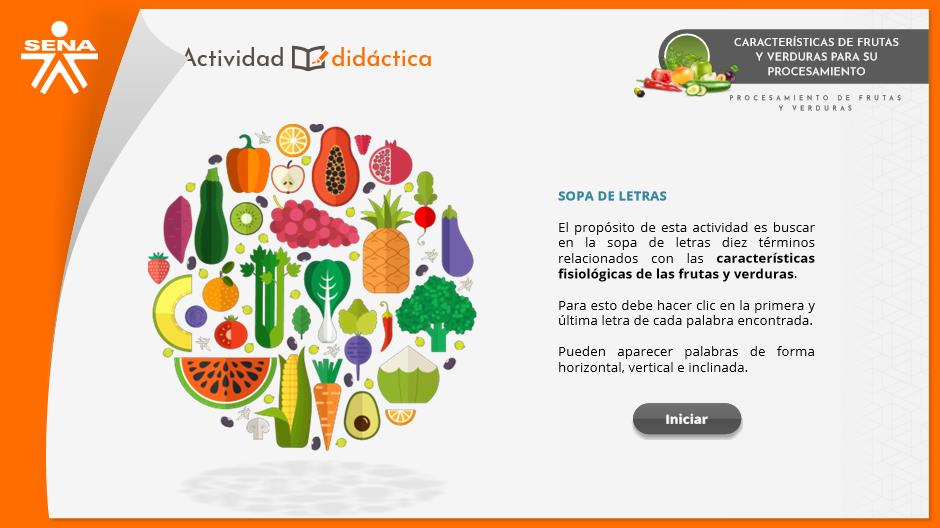 SENA
Actividad didáctica
CARACTERÍSTICAS DE FRUTAS
Y VERDURAS PARA SU
PROCESAMIENTO
PROCESAMIENTO DE FRUTAS
Y VERDURAS
SOPA DE LETRAS
El propósito de esta actividad es buscar
en la sopa de letras diez términos
relacionados con las características
fisiológicas de las frutas y verduras.
Para esto debe hacer clic en la primera y
última letra de cada palabra encontrada.
Pueden aparecer palabras de forma
horizontal, vertical e inclinada.
Iniciar